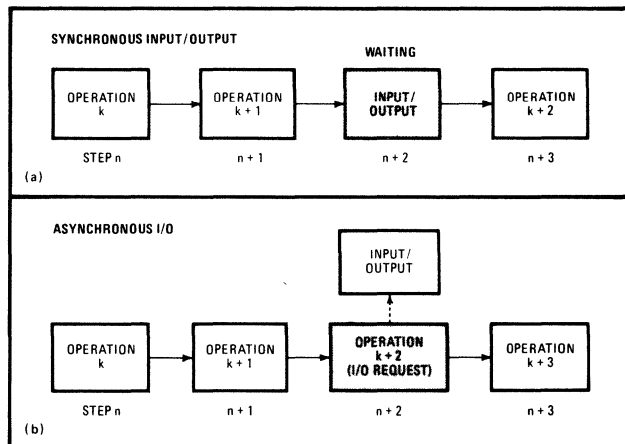 SYNCHRONOUS INPUT/OUTPUT
WAITING
OPERATION
k
OPERATION
k + 1
INPUT/
OUTPUT
OPERATION
k + 2
STEP n
n + 1
n + 2
n + 3
(a)
ASYNCHRONOUS I/O
INPUT/
OUTPUT
OPERATION
k
OPERATION
k + 1
OPERATION
k + 2
(I/O REQUEST)
OPERATION
k + 3
STEP n
n + 1
n + 2
n + 3
(b)